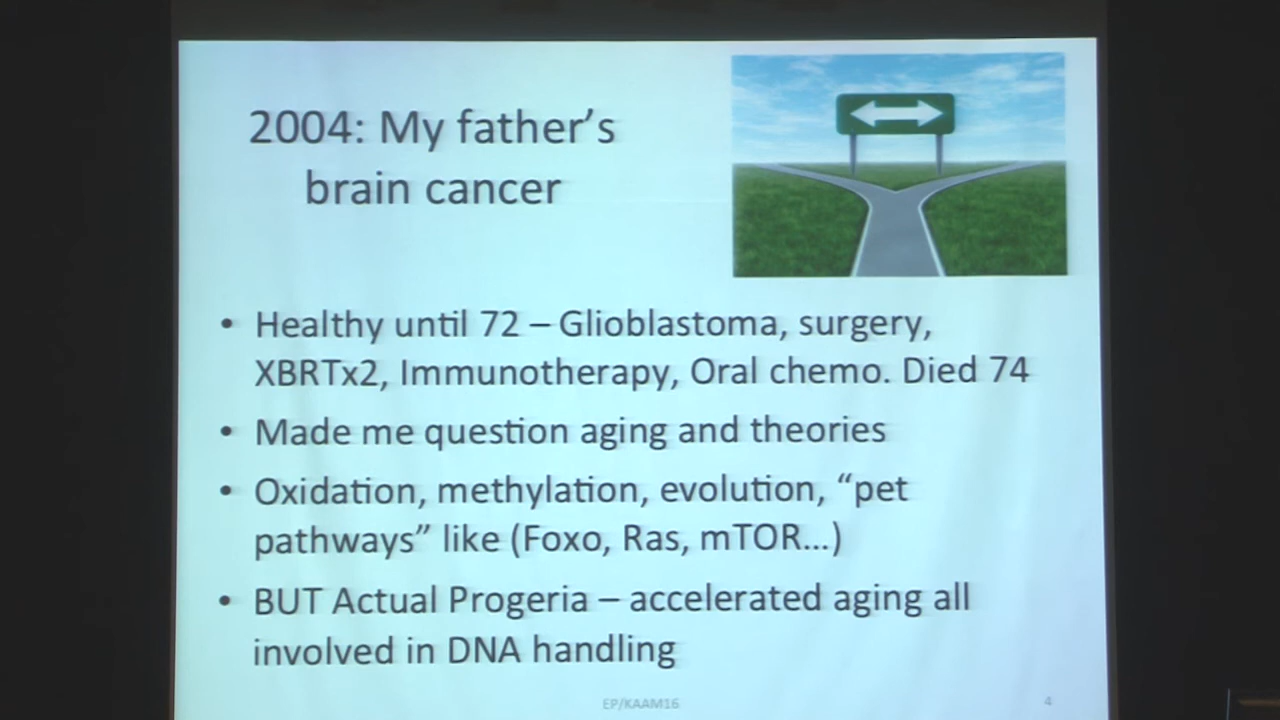 2004: My father’s
brain cancer
• Healthy until 72 – Glioblastoma, surgery,
XBRTx2, Immunotherapy, Oral chemo. Died 74
• Made me question aging and theories
• Oxidation, methylation, evolution, “pet
pathways” like (Foxo, Ras, mTOR…)
• BUT Actual Progeria – accelerated aging all
involved in DNA handling
EP/KAAM16
4